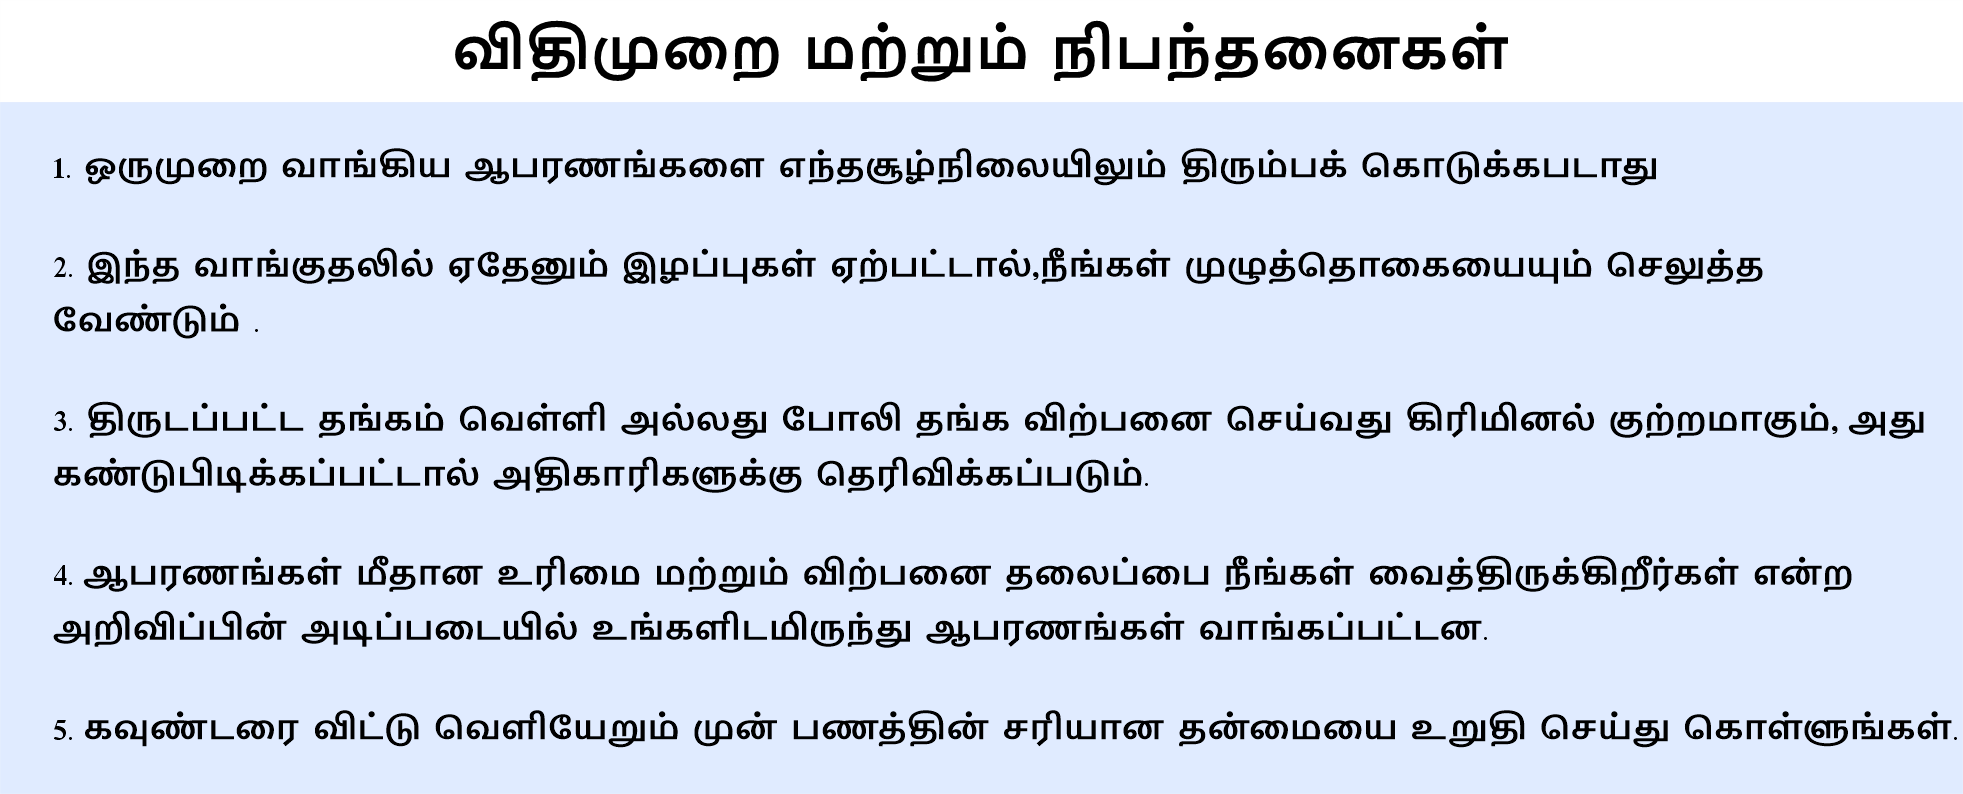 விதிமுறை மற்றும் நிபந்தனைகள்
1. ஒருமுறை வாங்கிய ஆபரணங்களை எந்தசூழ்நிலையிலும் திரும்பக் கொடுக்கபடாது
2. இந்த வாங்குதலில் ஏதேனும் இழப்புகள் ஏற்பட்டால்,நீங்கள் முழுத்தொகையையும் செலுத்த
வேண்டும் .
3. திருடப்பட்ட தங்கம் வெள்ளி அல்லது போலி தங்க விற்பனை செய்வது கிரிமினல் குற்றமாகும், அது
கண்டுபிடிக்கப்பட்டால் அதிகாரிகளுக்கு தெரிவிக்கப்படும்.
4. ஆபரணங்கள் மீதான உரிமை மற்றும் விற்பனை தலைப்பை நீங்கள் வைத்திருக்கிறீர்கள் என்ற
அறிவிப்பின் அடிப்படையில் உங்களிடமிருந்து ஆபரணங்கள் வாங்கப்பட்டன.
5. கவுண்டரை விட்டு வெளியேறும் முன் பணத்தின் சரியான தன்மையை உறுதி செய்து கொள்ளுங்கள்.